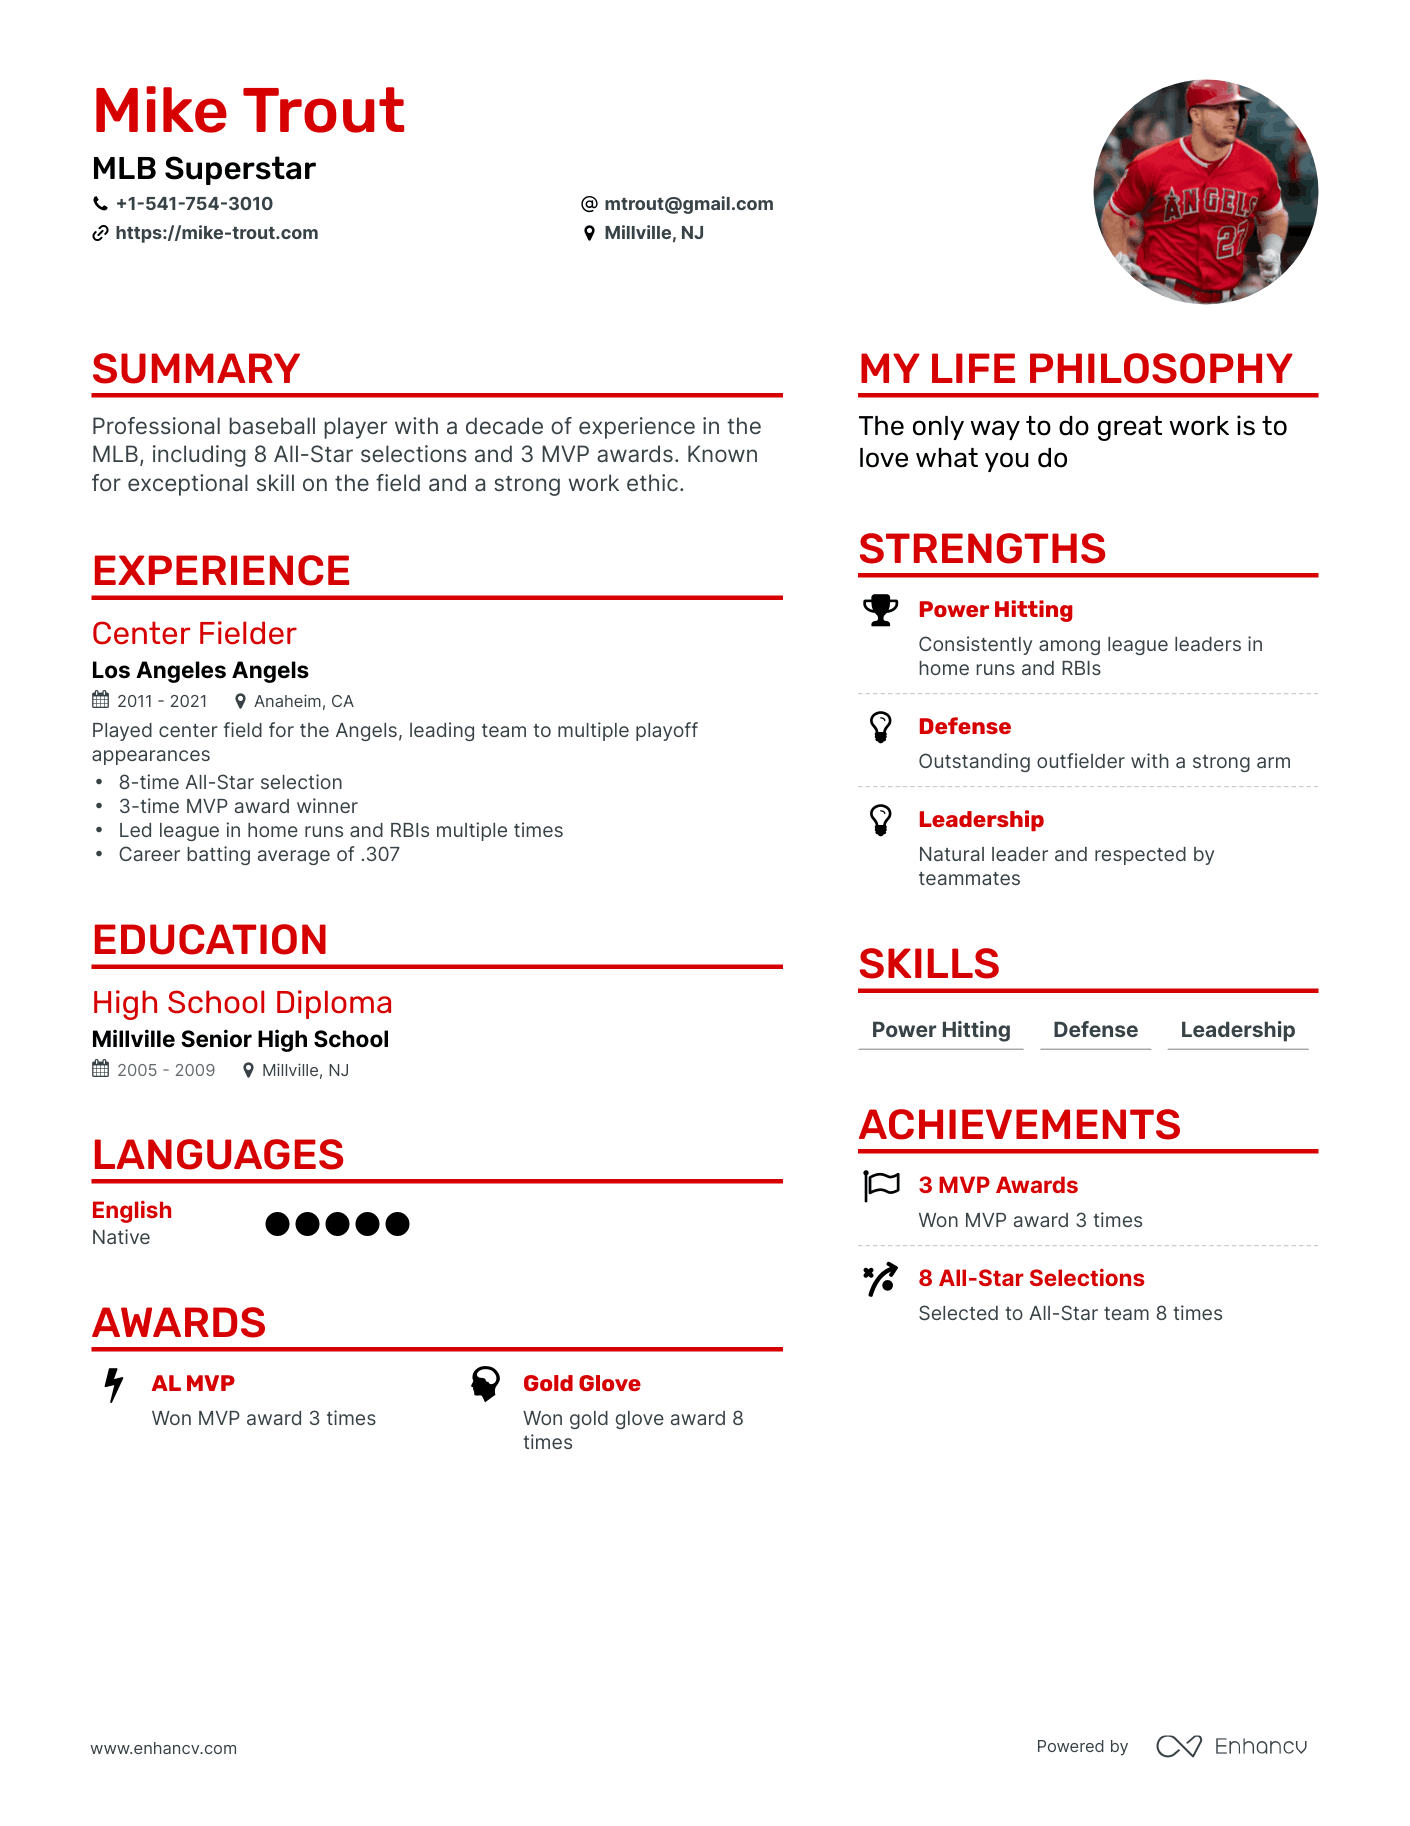 Mike Trout
MLB Superstar
+1-541-754-3010
mtrout@gmail.com
https://mike-trout.com
Millville, NJ
ANGELS
27
SUMMARY
Professional baseball player with a decade of experience in the
MLB, including 8 All-Star selections and 3 MVP awards. Known
for exceptional skill on the field and a strong work ethic.
EXPERIENCE
Center Fielder
Los Angeles Angels
2011 - 2021 Anaheim, CA
Played center field for the Angels, leading team to multiple playoff
appearances
• 8-time All-Star selection
• 3-time MVP award winner
• Led league in home runs and RBIs multiple times
• Career batting average of .307
EDUCATION
High School Diploma
Millville Senior High School
2005 - 2009 Millville, NJ
LANGUAGES
English
Native
AWARDS
AL MVP
Won MVP award 3 times
Gold Glove
Won gold glove award 8
times
MY LIFE PHILOSOPHY
The only way to do great work is to
love what you do
STRENGTHS
Power Hitting
Consistently among league leaders in
home runs and RBIs
Defense
Outstanding outfielder with a strong arm
Leadership
Natural leader and respected by
teammates
SKILLS
Power Hitting Defense Leadership
ACHIEVEMENTS
3 MVP Awards
Won MVP award 3 times
8 All-Star Selections
Selected to All-Star team 8 times
www.enhancv.com
Powered by Enhancv